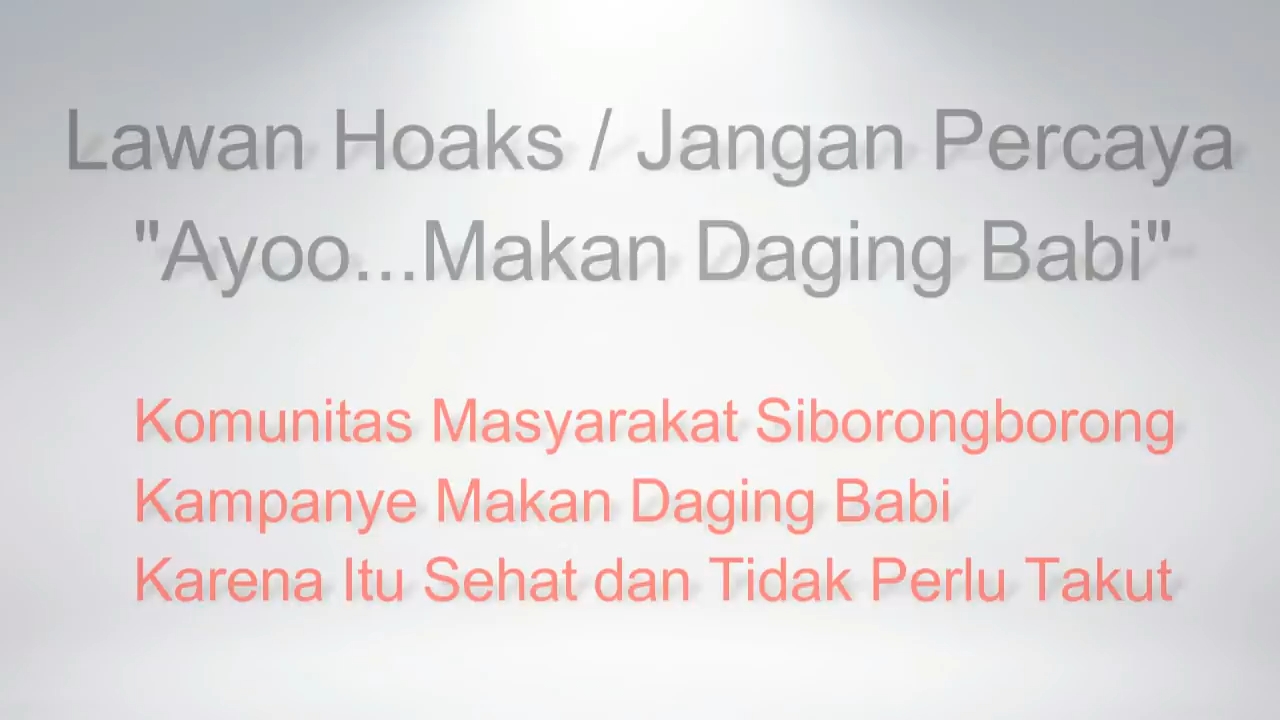 Lawan Hoaks / Jangan Percaya
"Ayoo...Makan Daging Babi"
Komunitas Masyarakat Siborongborong
Kampanye Makan Daging Babi
Karena Itu Sehat dan Tidak Perlu Takut